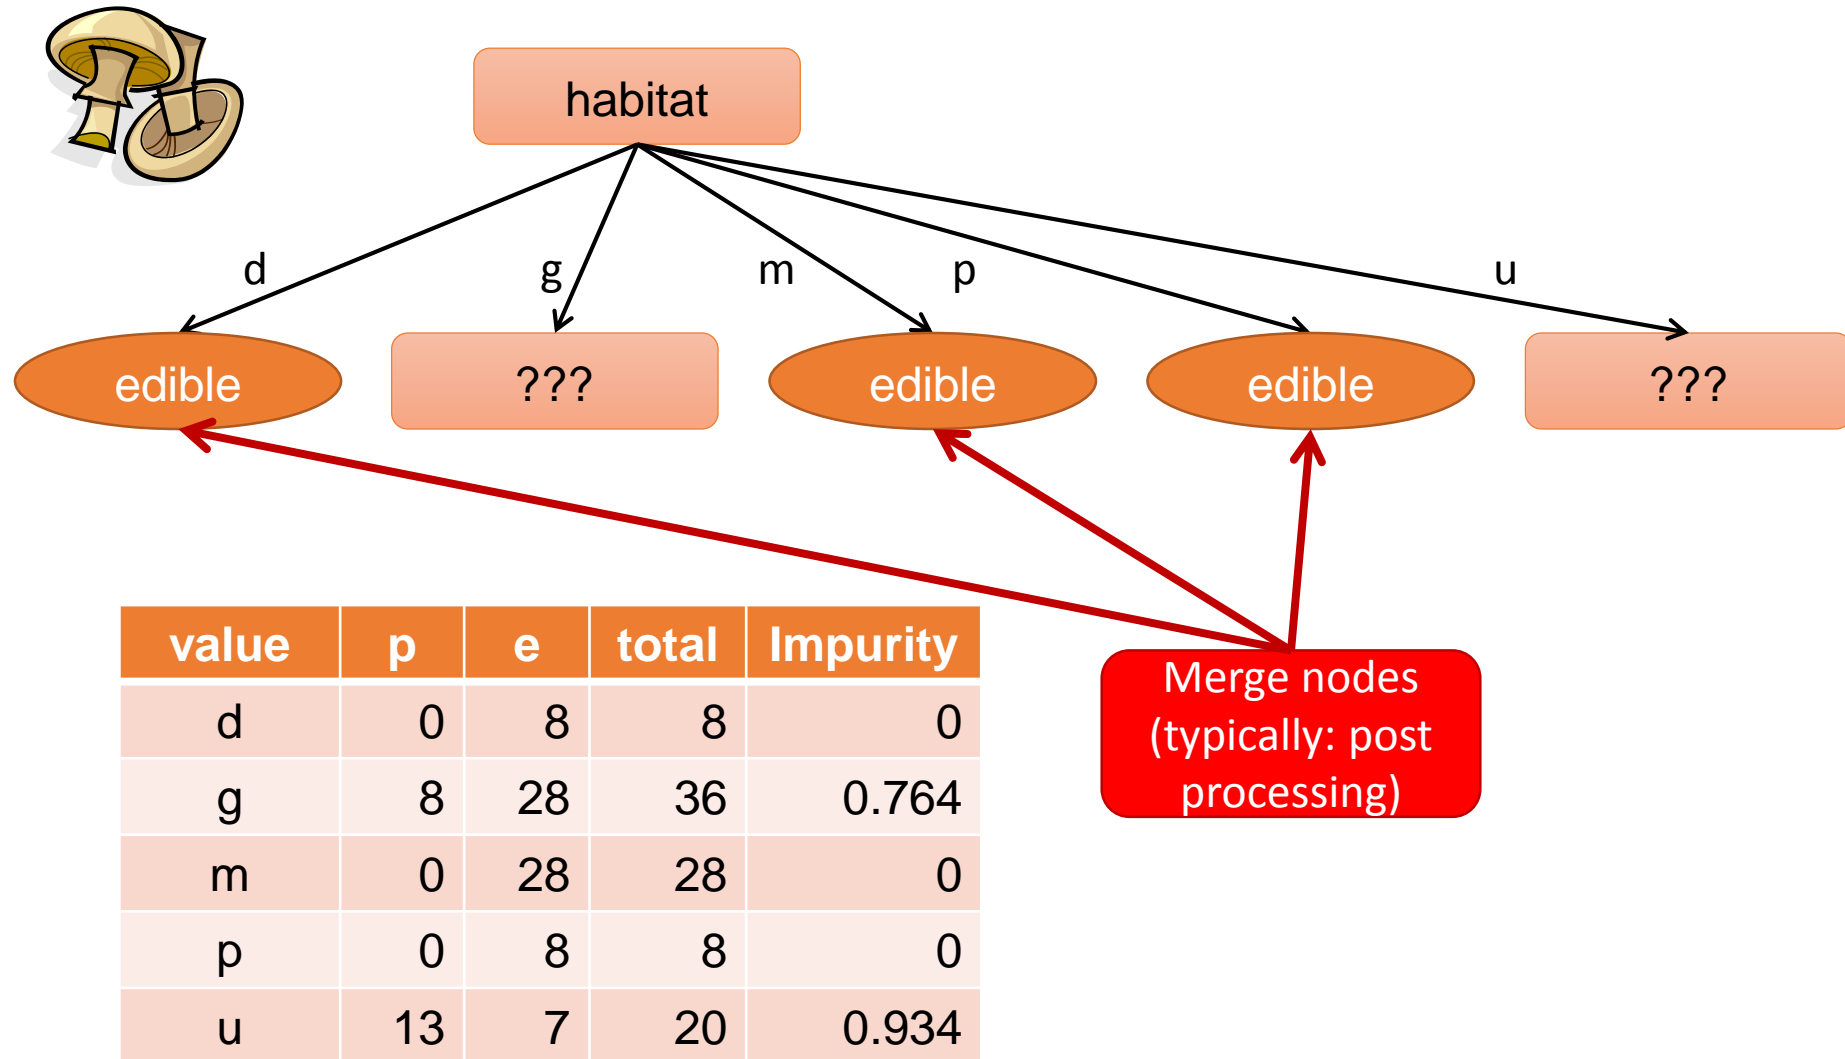 habitat
d g m p u
edible ??? edible edible ???
value p e total Impurity
d 0 8 8 0
g 8 28 36 0.764
m 0 28 28 0
p 0 8 8 0
u 13 7 20 0.934
Merge nodes
(typically: post
processing)